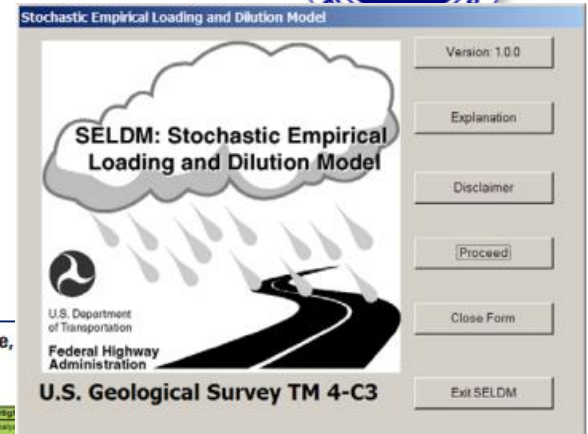 Stochastic Empirical Loading and Dilution Model
SELDM: Stochastic Empirical
Loading and Dilution Model
U.S. Department
of Transportation
Federal Highway
Administration
U.S. Geological Survey TM 4-C3
Version: 1.0.0
Explanation
Disclaimer
Proceed
Close Form
Exit SELDM
e,